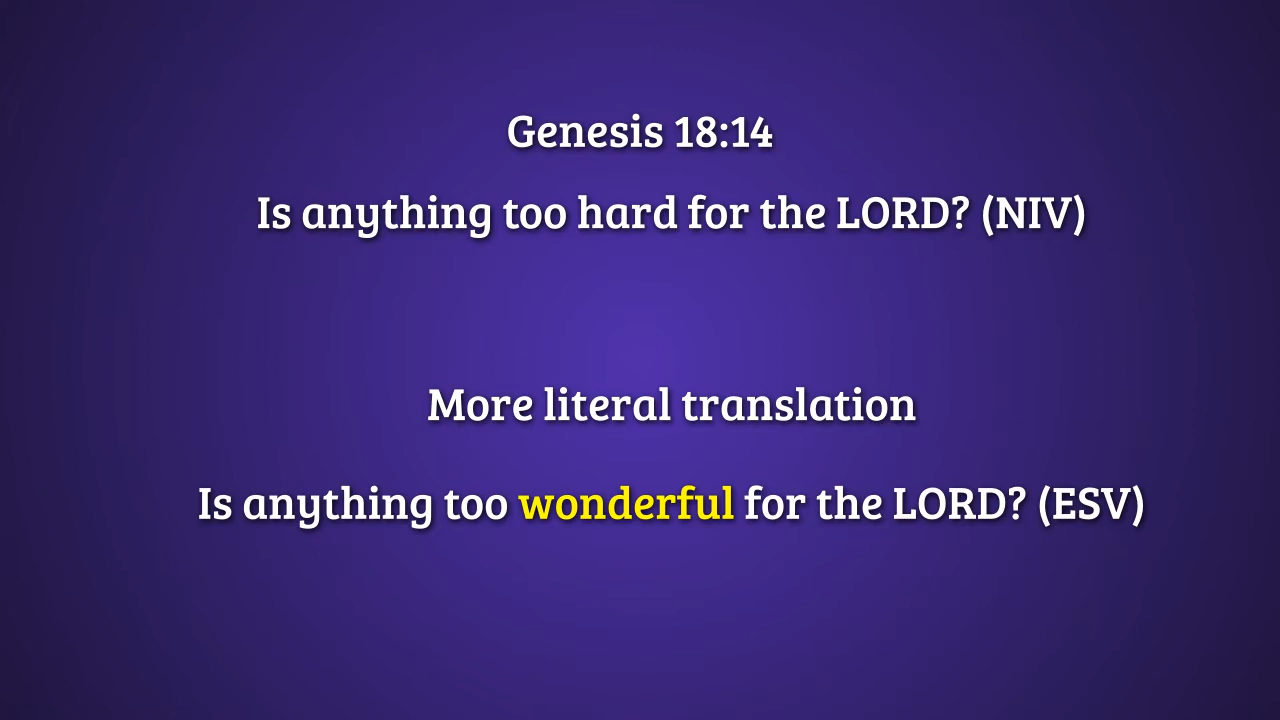 Genesis 18:14
Is anything too hard for the LORD? (NIV)
More literal translation
Is anything too wonderful for the LORD? (ESV)